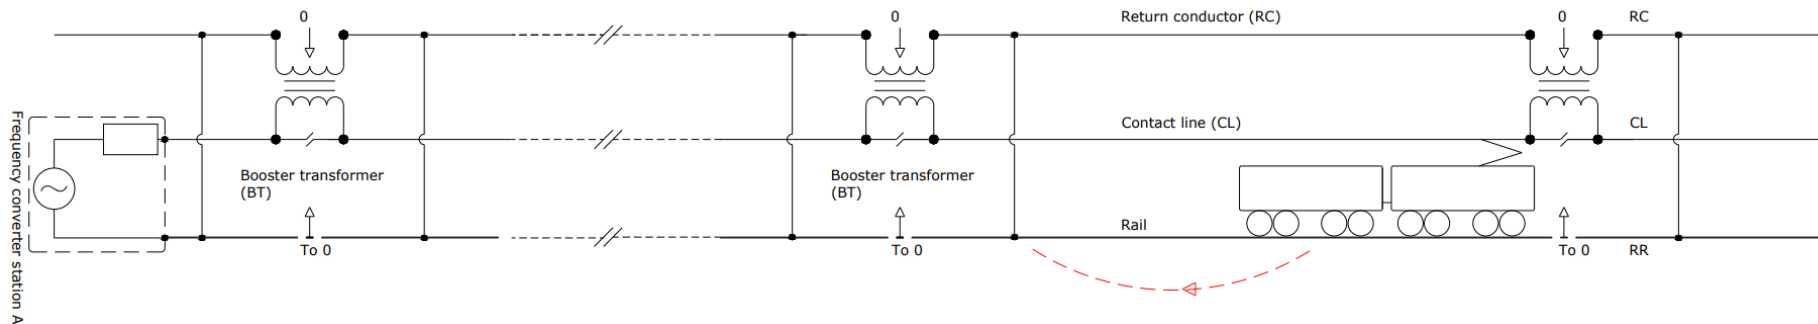 0
0
Return conductor (RC)
0
RC
Frequency converter station A
Contact line (CL)
CL
Booster transformer
(BT)
Booster transformer
(BT)
Rail
To 0
To 0
To 0
RR